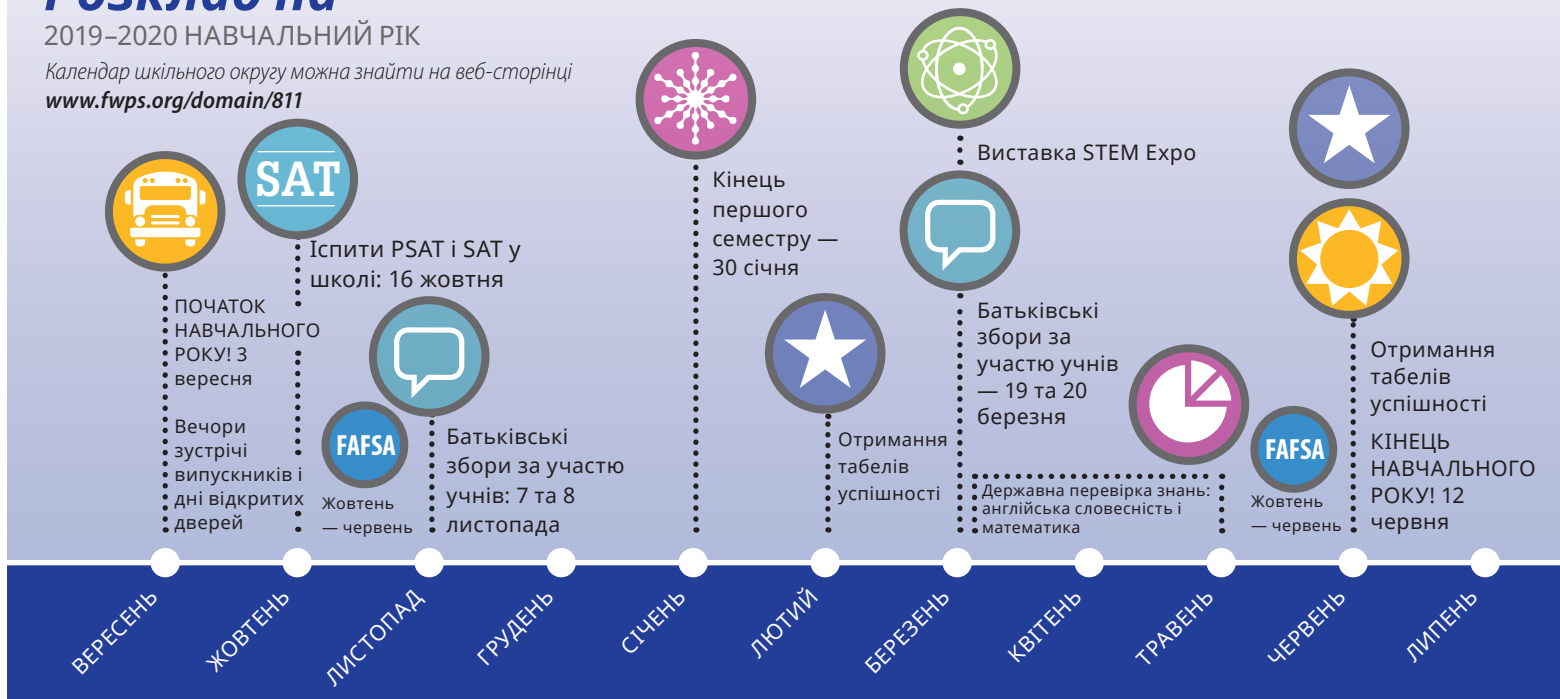 Розклад на
2019–2020 НАВЧАЛЬНИЙ РІК
Календар шкільного округу можна знайти на веб-сторінці
www.fwps.org/domain/811
ПОЧАТОК
НАВЧАЛЬНОГО
РОКУ! 3
вересня
Вечори
зустрічі
випускників і
дні відкритих
дверей
SAT
Іспити PSAT і SAT у
школі: 16 жовтня
FAFSA
Жовтень
— червень
Батьківські
збори за участю
учнів: 7 та 8
листопада
Кінець
першого
семестру —
30 січня
Отримання
табелів
успішності
Виставка STEM Expo
Батьківські
збори за
участю учнів
— 19 та 20
березня
Державна перевірка знань:
англійська словесність і
математика
FAFSA
Жовтень
— червень
Отримання
табелів
успішності
КІНЕЦЬ
НАВЧАЛЬНОГО
РОКУ! 12
червня
ВЕРЕСЕНЬ
ЖОВТЕНЬ
ЛИСТОПАД
ГРУДЕНЬ
СІЧЕНЬ
ЛЮТИЙ
БЕРЕЗЕНЬ
КВІТЕНЬ
ТРАВЕНЬ
ЧЕРВЕНЬ
ЛИПЕНЬ